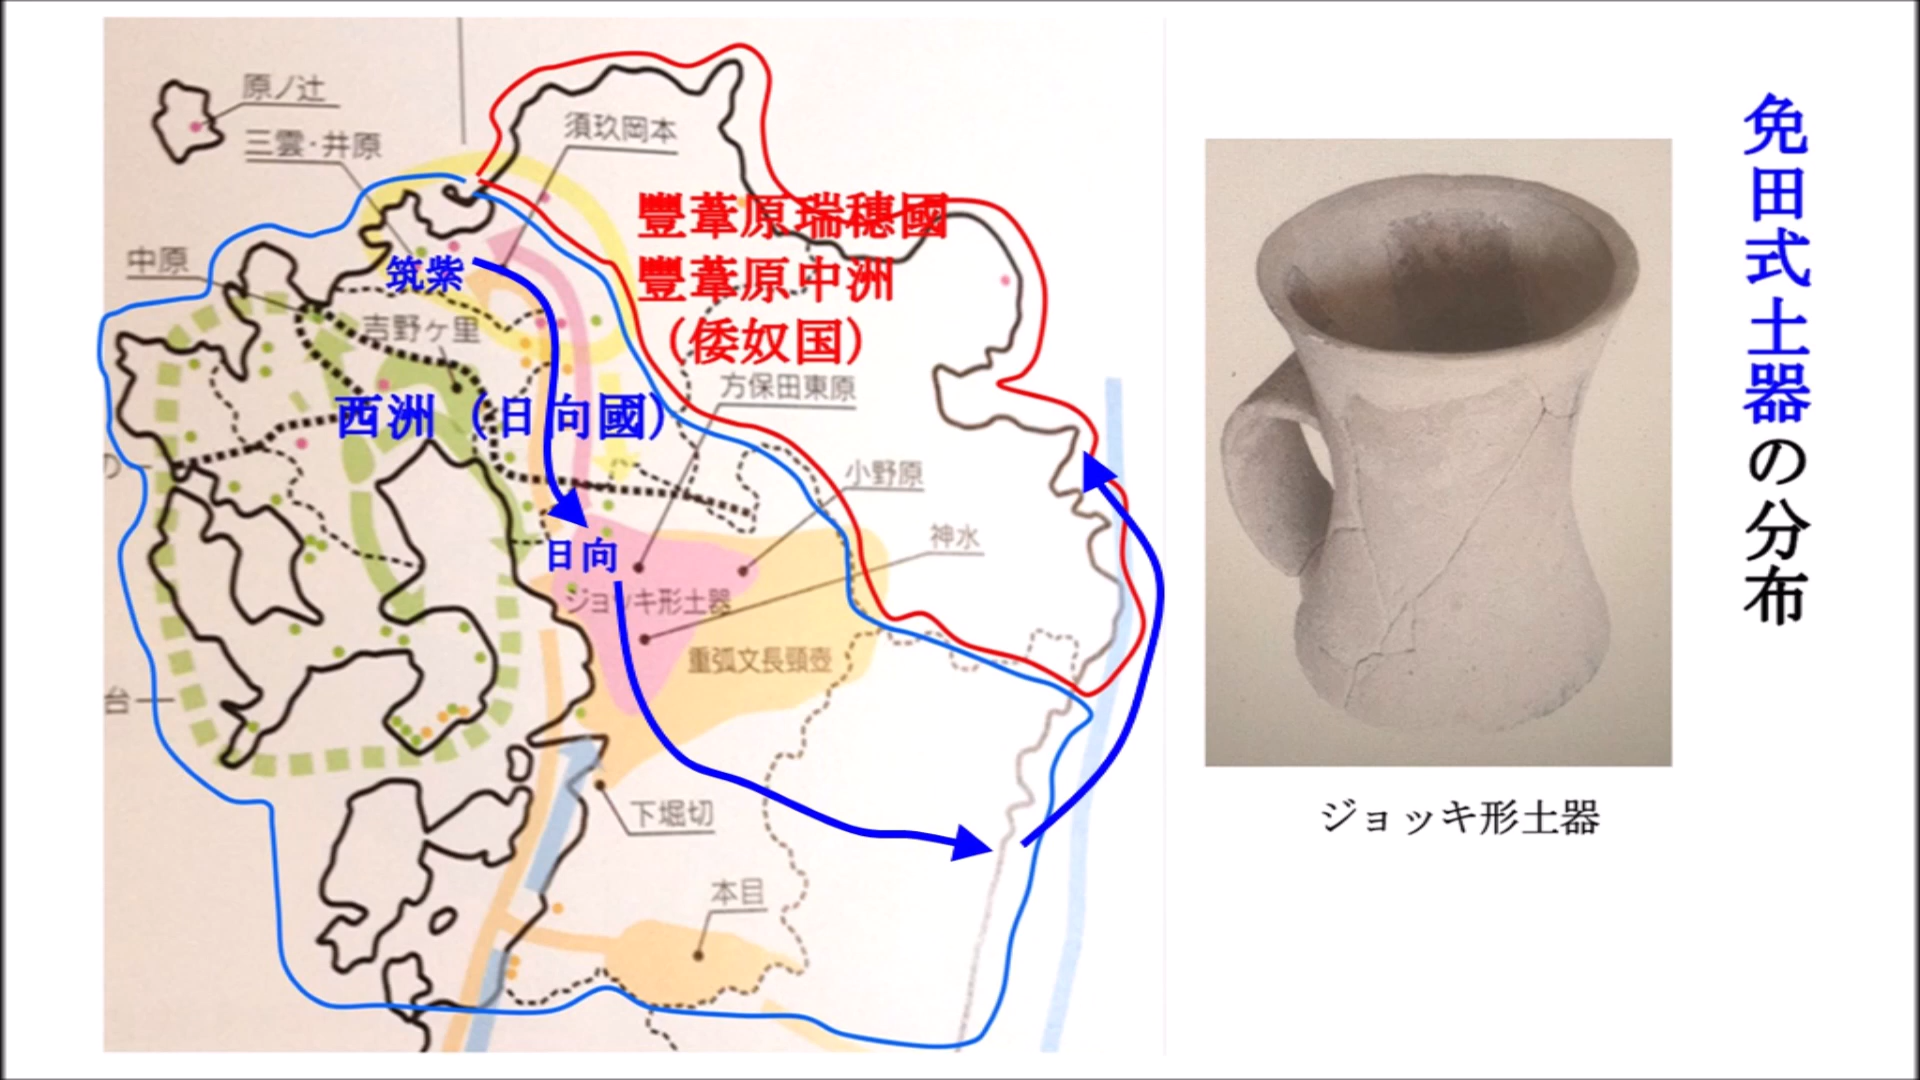 免田式土器の分布
原ノ辻
三雲・井原
須玖岡本
豐葦原瑞穗國
豐葦原中洲
（倭奴国）
中原
筑紫
吉野ヶ里
方保田東原
西洲（日向國）
小野原
神水
日向
ジョッキ形土器
重弧文長頸壺
台
下堀切
本目
ジョッキ形土器